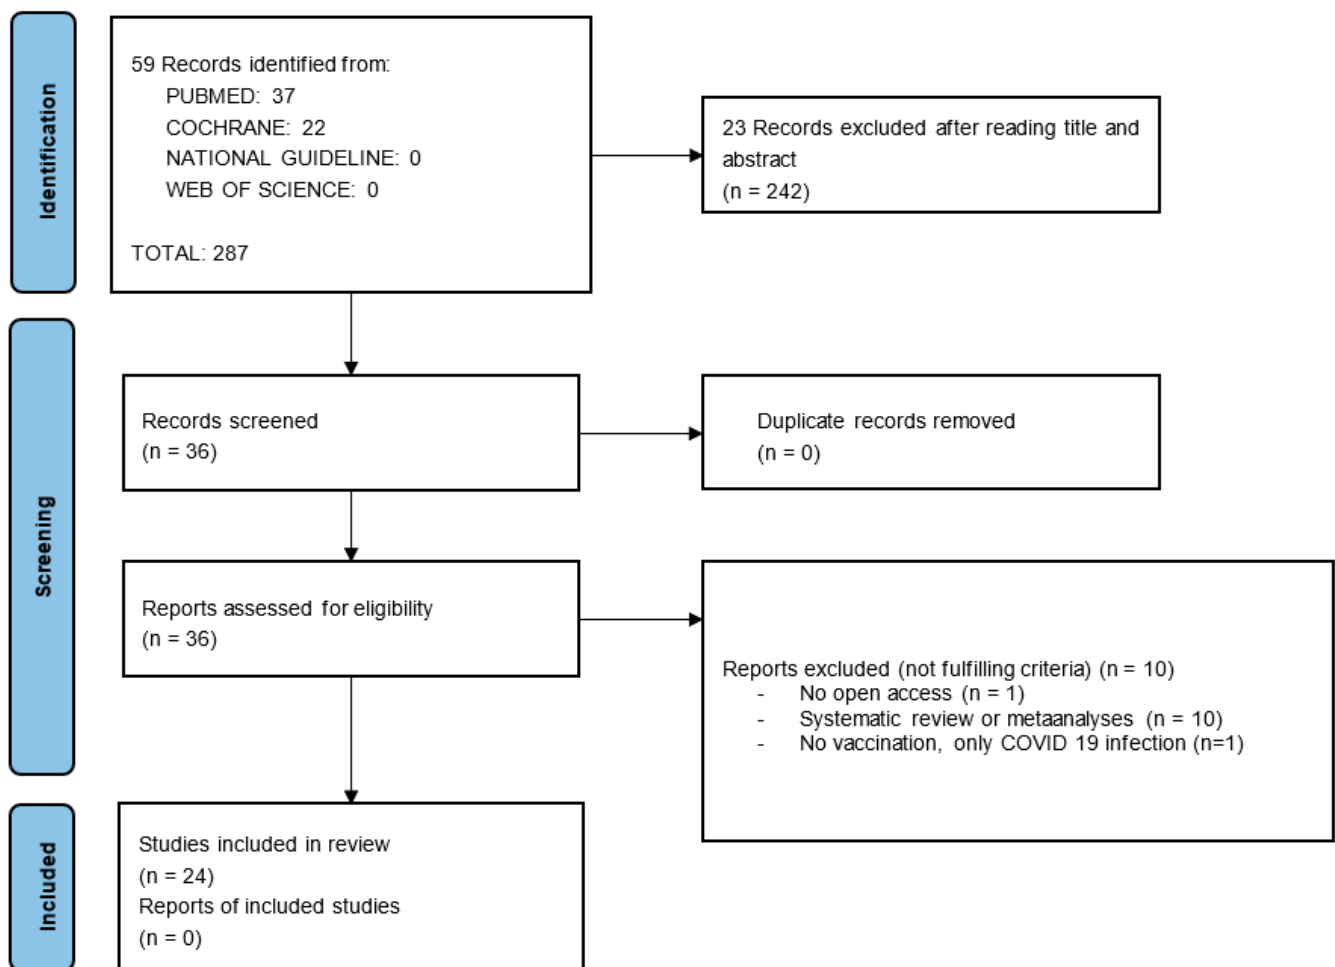 Identification
59 Records identified from:
PUBMED: 37
COCHRANE: 22
NATIONAL GUIDELINE: 0
WEB OF SCIENCE: 0
TOTAL: 287
23 Records excluded after reading title and
abstract
(n = 242)
Screening
Records screened
(n = 36)
Duplicate records removed
(n = 0)
Reports assessed for eligibility
(n = 36)
Reports excluded (not fulfilling criteria) (n = 10)
- No open access (n = 1)
- Systematic review or metaanalyses (n = 10)
- No vaccination, only COVID 19 infection (n=1)
Included
Studies included in review
(n = 24)
Reports of included studies
(n = 0)